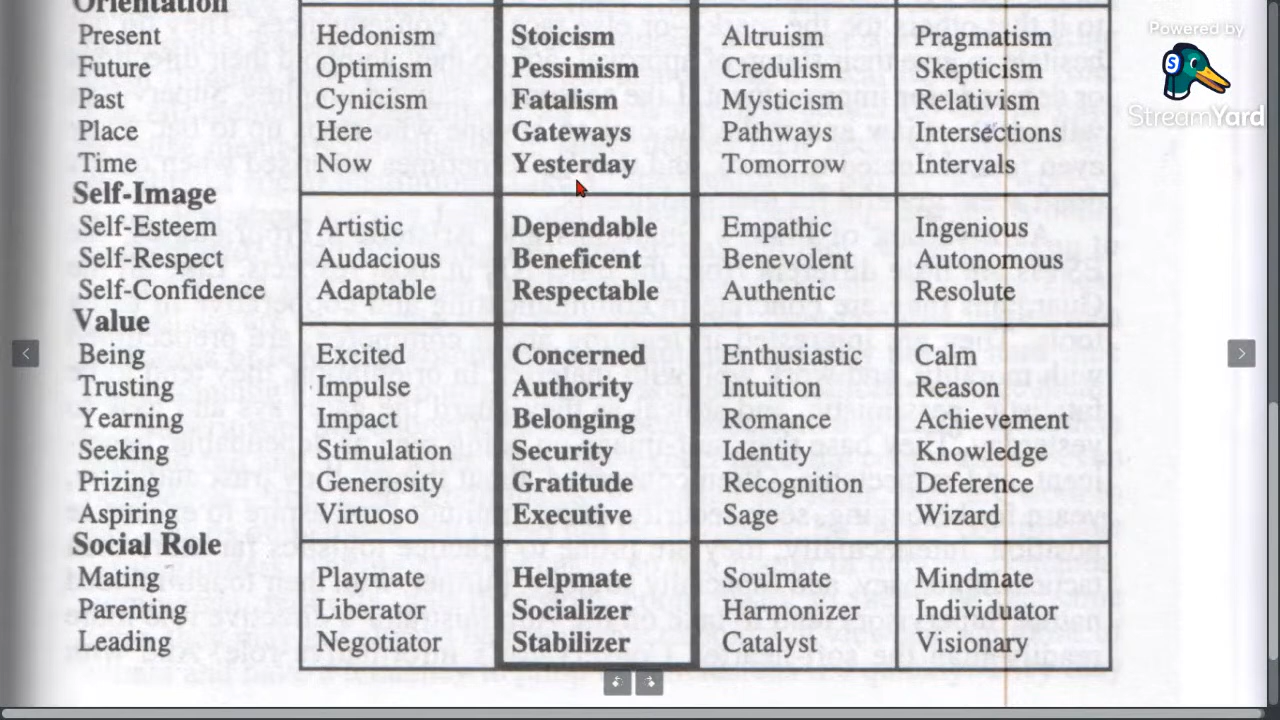 Orientation
Present Hedonism Stoicism Altruism Pragmatism
Future Optimism Pessimism Credulism Skepticism
Past Cynicism Fatalism Mysticism Relativism
Place Here Gateways Pathways Intersections
Time Now Yesterday Tomorrow Intervals
Self-Image
Self-Esteem Artistic Dependable Empathic Ingenious
Self-Respect Audacious Beneficent Benevolent Autonomous
Self-Confidence Adaptable Respectable Authentic Resolute
Value
Being Excited Concerned Enthusiastic Calm
Trusting Impulse Authority Intuition Reason
Yearning Impact Belonging Romance Achievement
Seeking Stimulation Security Identity Knowledge
Prizing Generosity Gratitude Recognition Deference
Aspiring Virtuoso Executive Sage Wizard
Social Role
Mating Playmate Helpmate Soulmate Mindmate
Parenting Liberator Socializer Harmonizer Individuator
Leading Negotiator Stabilizer Catalyst Visionary
Powered by
S
StreamYard